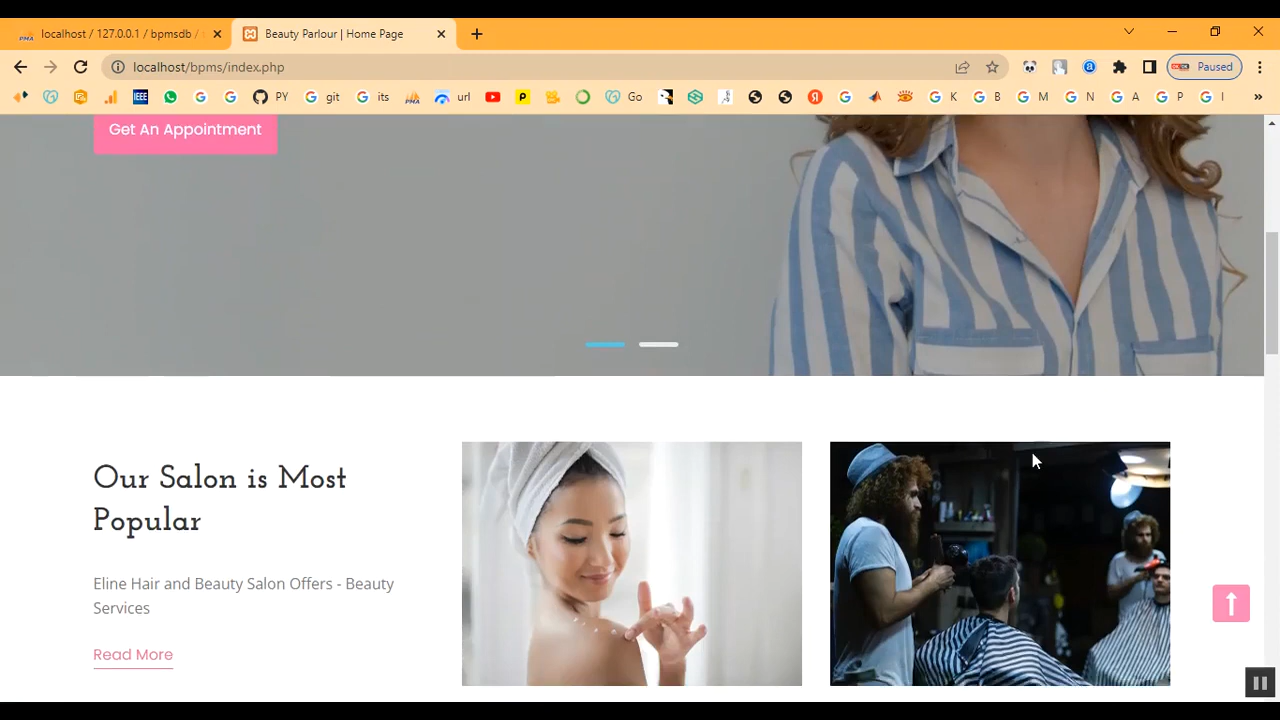 localhost / 127.0.0.1 / bpmsdb /
Beauty Parlour | Home Page
localhost/bpms/index.php
Paused
PY
git
its
url
Go
K
B
M
N
A
P
I
Get An Appointment
Our Salon is Most
Popular
Eline Hair and Beauty Salon Offers - Beauty
Services
Read More